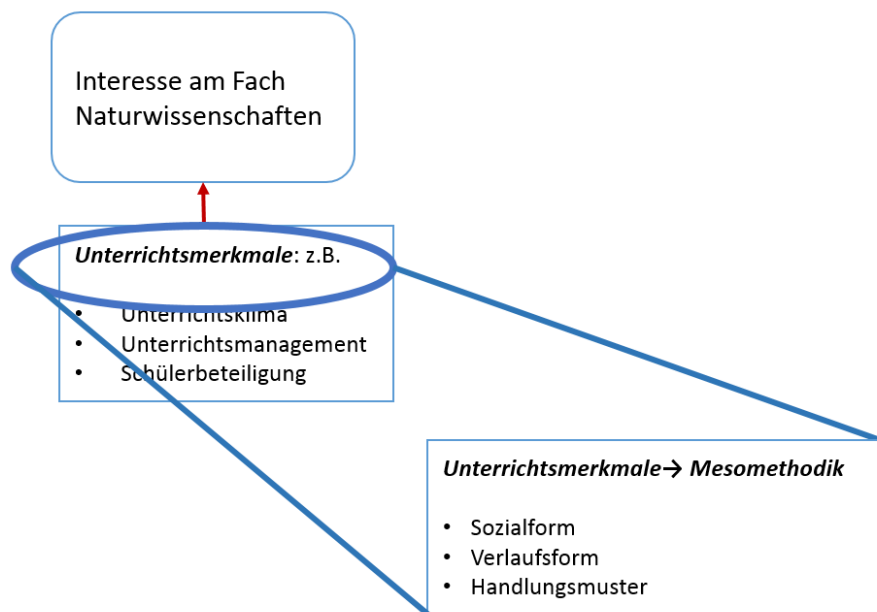 Interesse am Fach
Naturwissenschaften
Unterrichtsmerkmale: z.B.
• Unterrichtsklima
• Unterrichtsmanagement
• Schülerbeteiligung
Unterrichtsmerkmale→ Mesomethodik
• Sozialform
• Verlaufsform
• Handlungsmuster